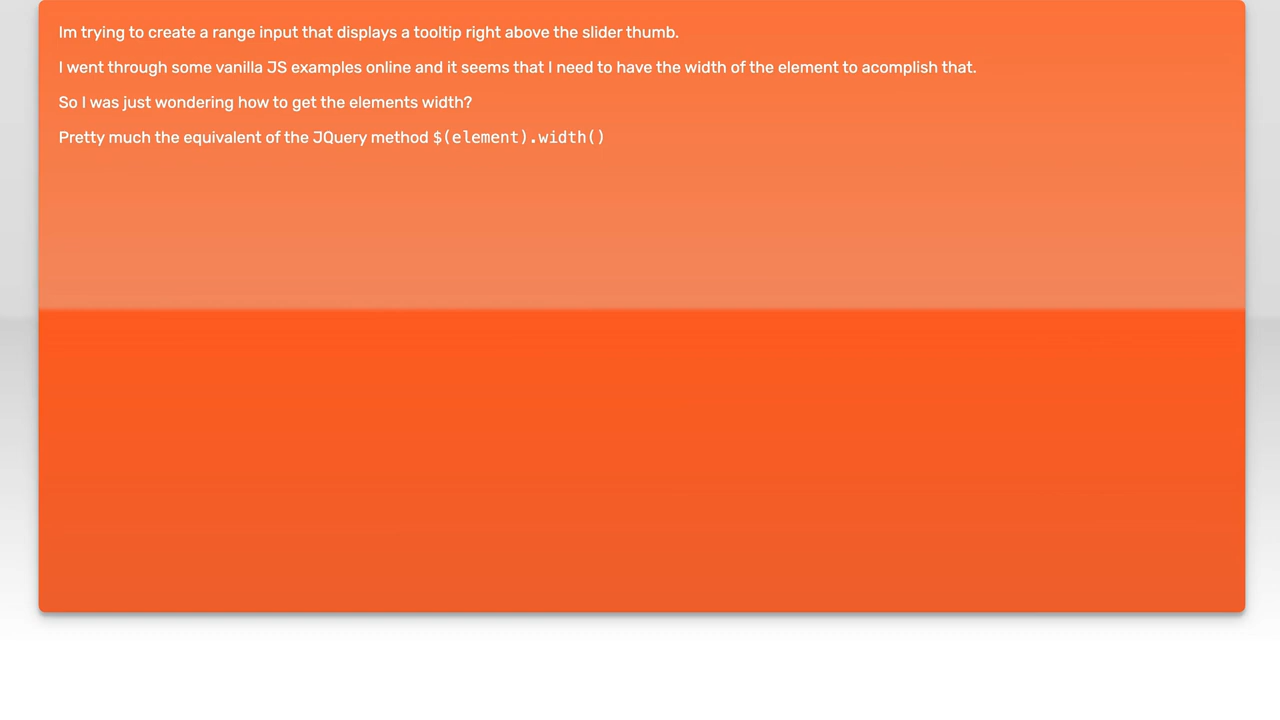 Im trying to create a range input that displays a tooltip right above the slider thumb.
I went through some vanilla JS examples online and it seems that I need to have the width of the element to acomplish that.
So I was just wondering how to get the elements width?
Pretty much the equivalent of the JQuery method $(element).width()